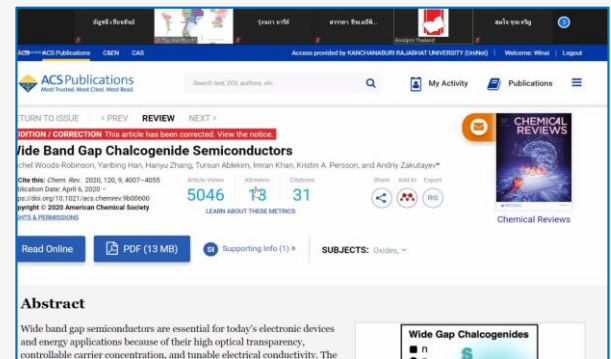 ACS
ACS Publications
C&EN
CAS
Access provided by KANCHANABURI RAJABHAT UNIVERSITY (UniNet)
Welcome: Winai
Logout
ACS Publications
Most Trusted. Most Cited. Most Read.
Search text, DOI, authors, etc.
My Activity
Publications
ETURN TO ISSUE
< PREV
REVIEW
NEXT >
DDITION / CORRECTION This article has been corrected. View the notice.
Wide Band Gap Chalcogenide Semiconductors
chel Woods-Robinson, Yanbing Han, Hanyu Zhang, Tursun Ablekim, Imran Khan, Kristin A. Persson, and Andriy Zakutayev*
Cite this: Chem. Rev. 2020, 120, 9, 4007–4055
blication Date: April 6, 2020
ps://doi.org/10.1021/acs.chemrev.9b00600
pyright © 2020 American Chemical Society
GHTS & PERMISSIONS
Article Views
Altmetric
Citations
5046
13
31
LEARN ABOUT THESE METRICS
Share
Add to
Export
RIS
CHEMICAL
REVIEWS
Chemical Reviews
Read Online
PDF (13 MB)
SI
Supporting Info (1) »
SUBJECTS: Oxides,
Abstract
Wide band gap semiconductors are essential for today's electronic devices
and energy applications because of their high optical transparency,
controllable carrier concentration, and tunable electrical conductivity. The
Wide Gap Chalcogenides
n
S